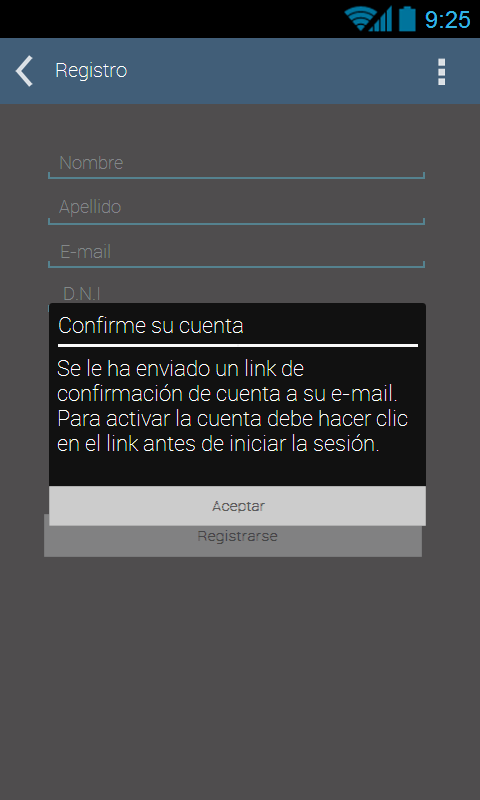 9:25
Registro
Nombre
Apellido
E-mail
D.N.I
Confirme su cuenta
Se le ha enviado un link de
confirmación de cuenta a su e-mail.
Para activar la cuenta debe hacer clic
en el link antes de iniciar la sesión.
Aceptar
Registrarse